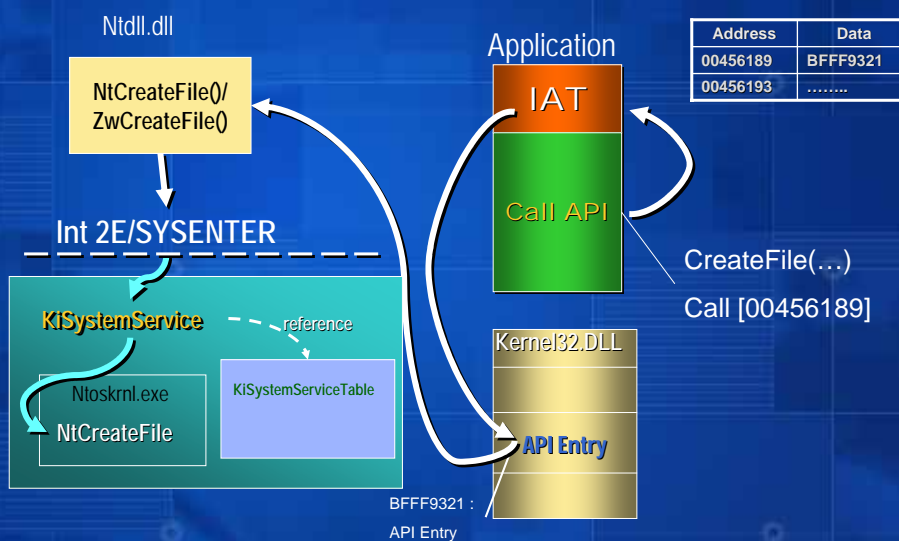 Ntdll.dll
NtCreateFile()/
ZwCreateFile()
Int 2E/SYSENTER
KiSystemService
reference
Ntoskrnl.exe
NtCreateFile
KiSystemServiceTable
Application
IAT
Call API
Kernel32.DLL
API Entry
BFFF9321 :
API Entry
Address Data
00456189 BFFF9321
00456193 ……..
CreateFile(…)
Call [00456189]